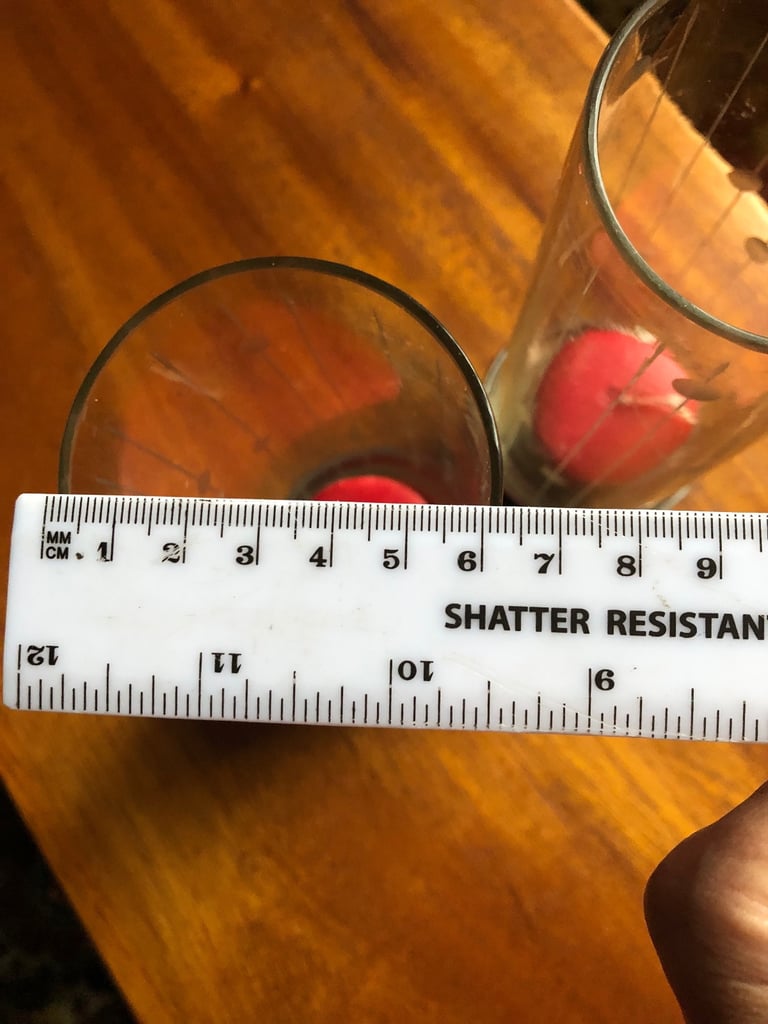 MM
CM 1 2 3 4 5 6 7 8 9
SHATTER RESISTANT
12 11 10 9